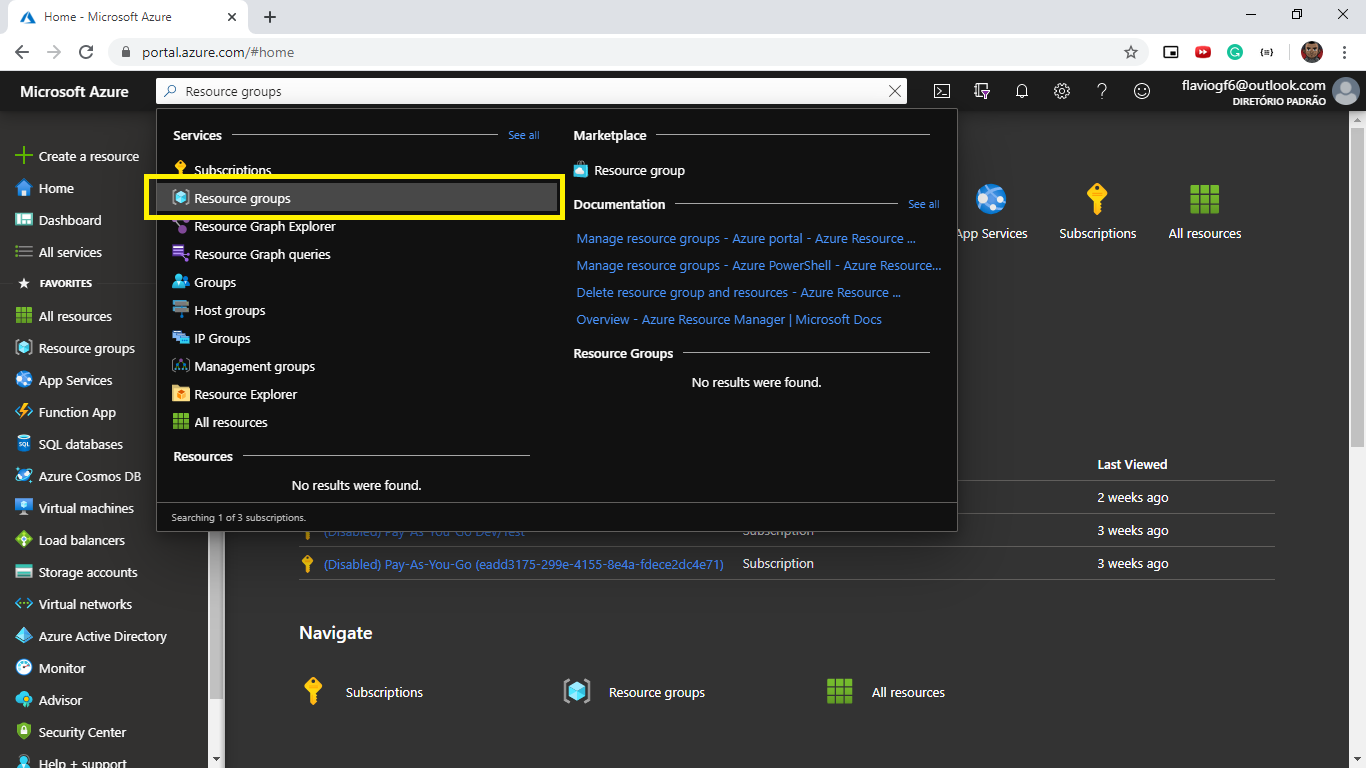 Home - Microsoft Azure
portal.azure.com/#home
Microsoft Azure
Resource groups
flaviogf6@outlook.com
DIRETÓRIO PADRÃO
Create a resource
Home
Dashboard
All services
FAVORITES
All resources
Resource groups
App Services
Function App
SQL databases
Azure Cosmos DB
Virtual machines
Load balancers
Storage accounts
Virtual networks
Azure Active Directory
Monitor
Advisor
Security Center
Help + support
Services
See all
Subscriptions
Resource groups
Resource Graph Explorer
Resource Graph queries
Groups
Host groups
IP Groups
Management groups
Resource Explorer
All resources
Resources
No results were found.
Searching 1 of 3 subscriptions.
Marketplace
Resource group
Documentation
See all
Manage resource groups - Azure portal - Azure Resource ...
Manage resource groups - Azure PowerShell - Azure Resource...
Delete resource group and resources - Azure Resource ...
Overview - Azure Resource Manager | Microsoft Docs
Resource Groups
No results were found.
App Services
Subscriptions
All resources
Last Viewed
2 weeks ago
(Disabled) Pay-As-You-Go Dev/Test
Subscription
3 weeks ago
(Disabled) Pay-As-You-Go (eadd3175-299e-4155-8e4a-fdece2dc4e71)
Subscription
3 weeks ago
Navigate
Subscriptions
Resource groups
All resources